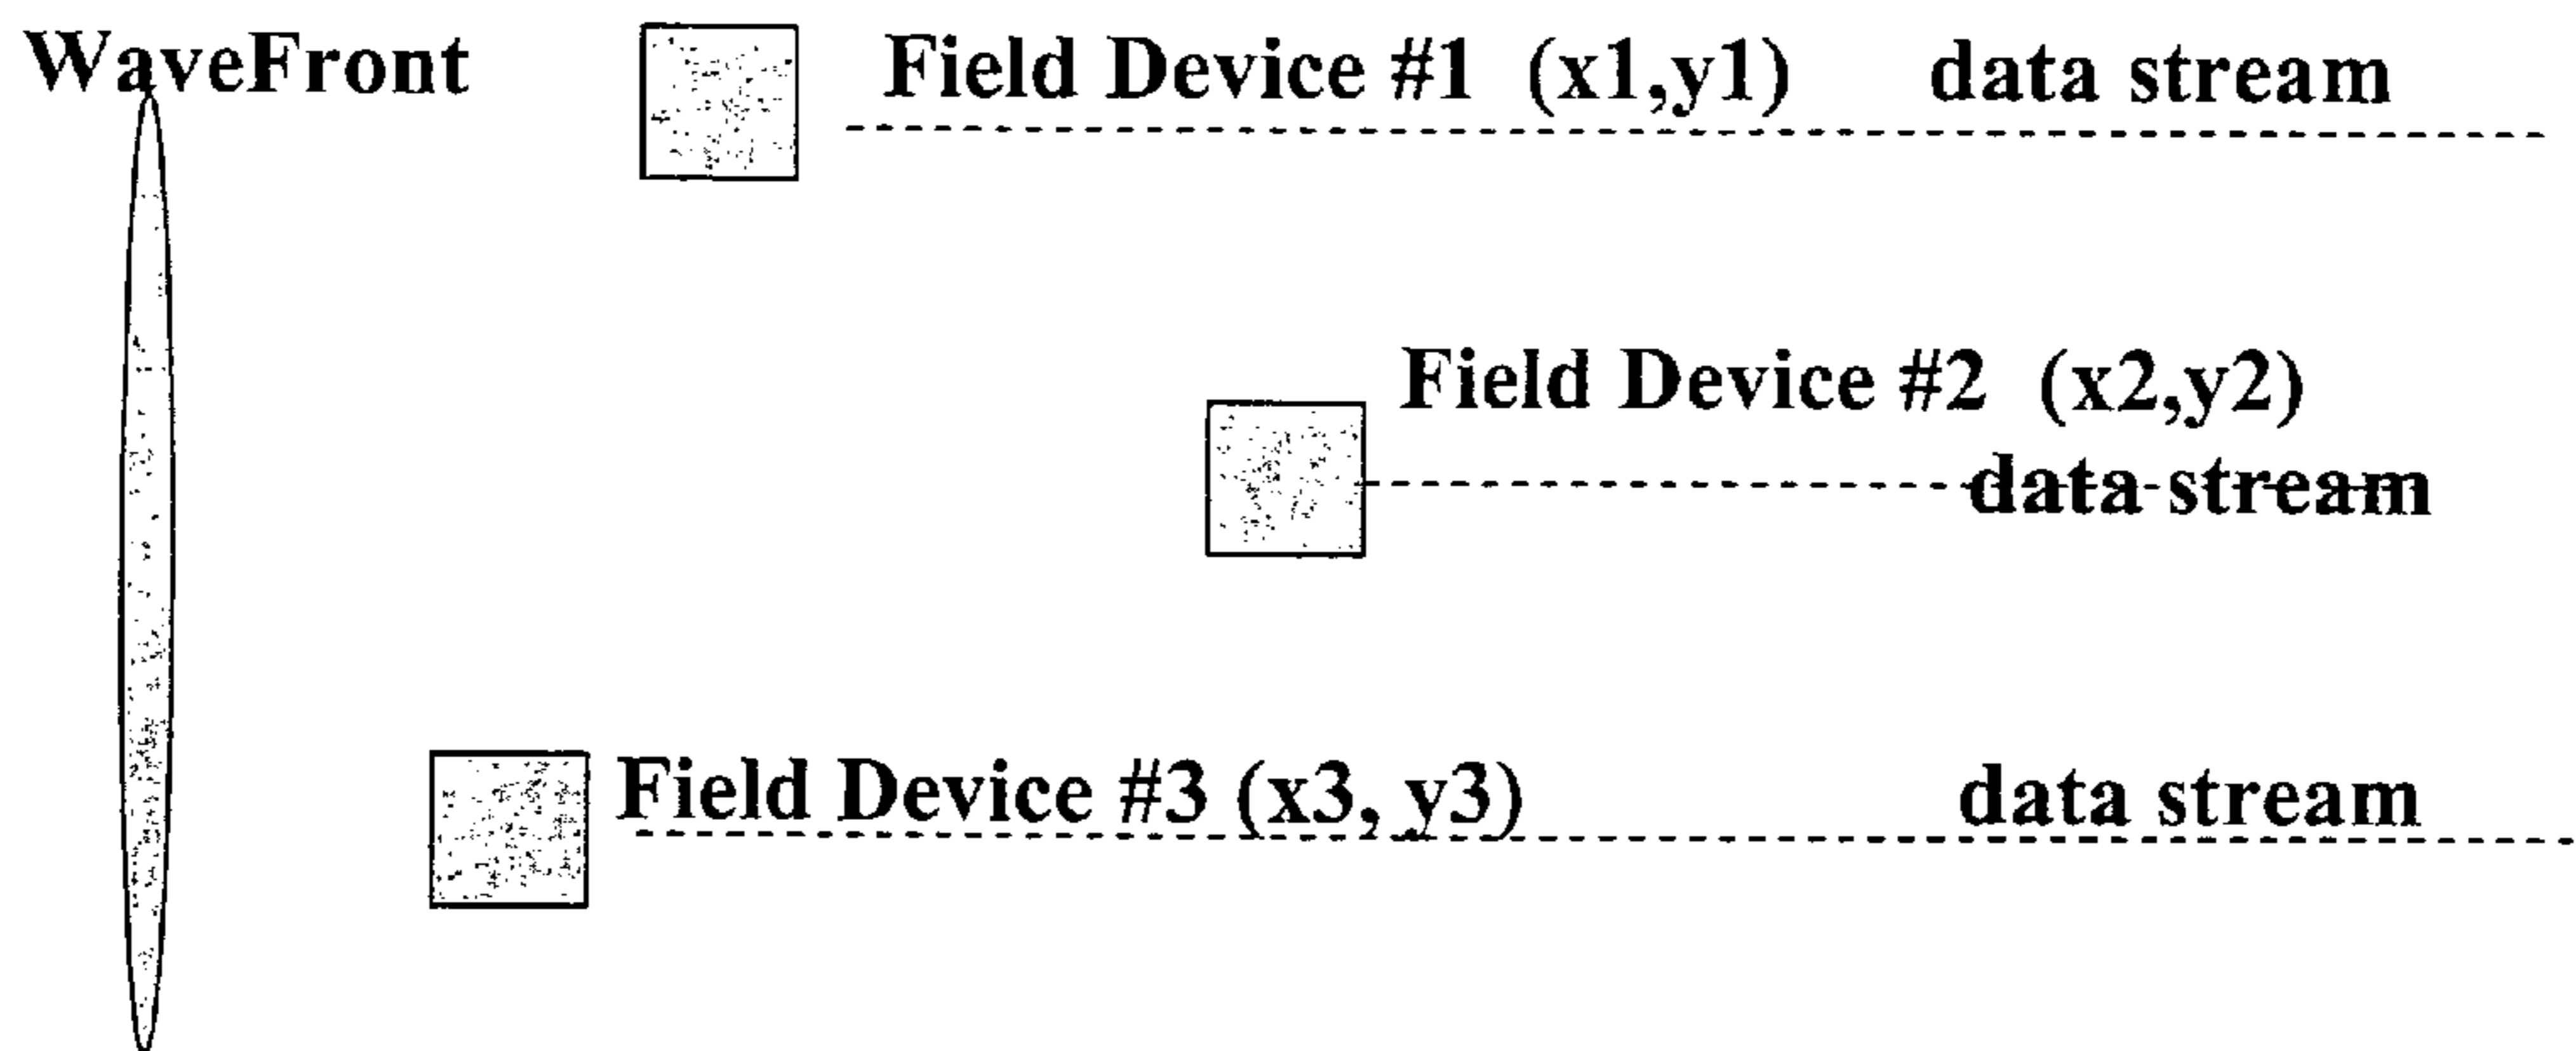 WaveFront
Field Device #1 (x1,y1) data stream
Field Device #2 (x2,y2)
data stream
Field Device #3 (x3, y3) data stream